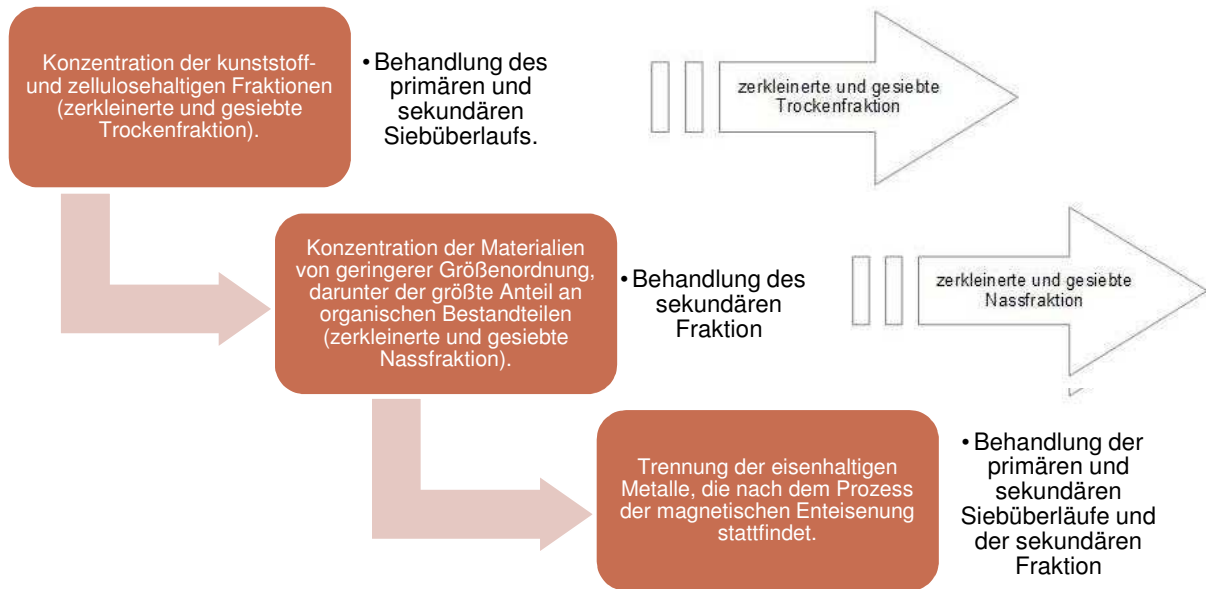 Konzentration der kunststoff-
und zellulosehaltigen Fraktionen
(zerkleinerte und gesiebte
Trockenfraktion).
• Behandlung des
primären und
sekundären
Siebüberlaufs.
zerkleinerte und gesiebte
Trockenfraktion
Konzentration der Materialien
von geringerer Größenordnung,
darunter der größte Anteil an
organischen Bestandteilen
(zerkleinerte und gesiebte
Nassfraktion).
• Behandlung des
sekundären
Fraktion
zerkleinerte und gesiebte
Nassfraktion
Trennung der eisenhaltigen
Metalle, die nach dem Prozess
der magnetischen Enteisenung
stattfindet.
• Behandlung der
primären und
sekundären
Siebüberläufe und
der sekundären
Fraktion